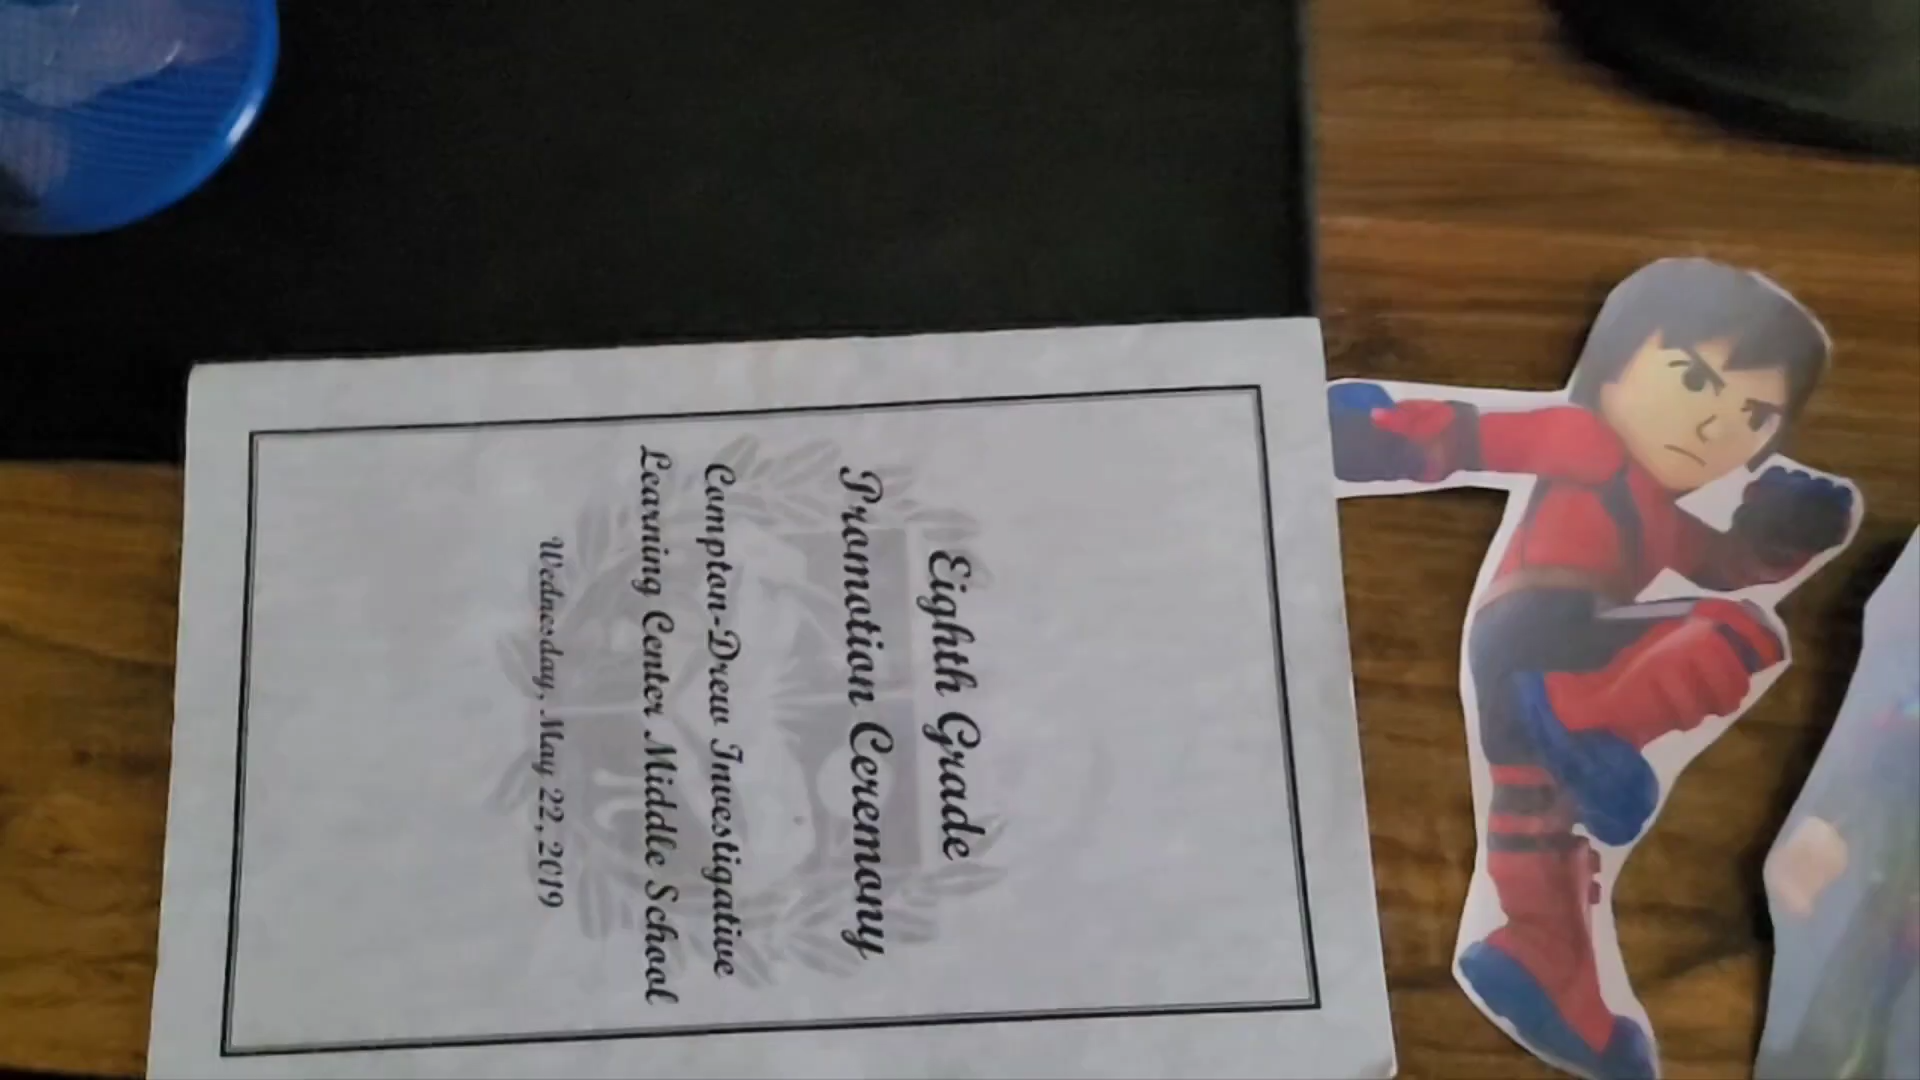 Eighth Grade
Promotion Ceremony
Compton-Drew Investigative
Learning Center Middle School
Wednesday, May 22, 2019